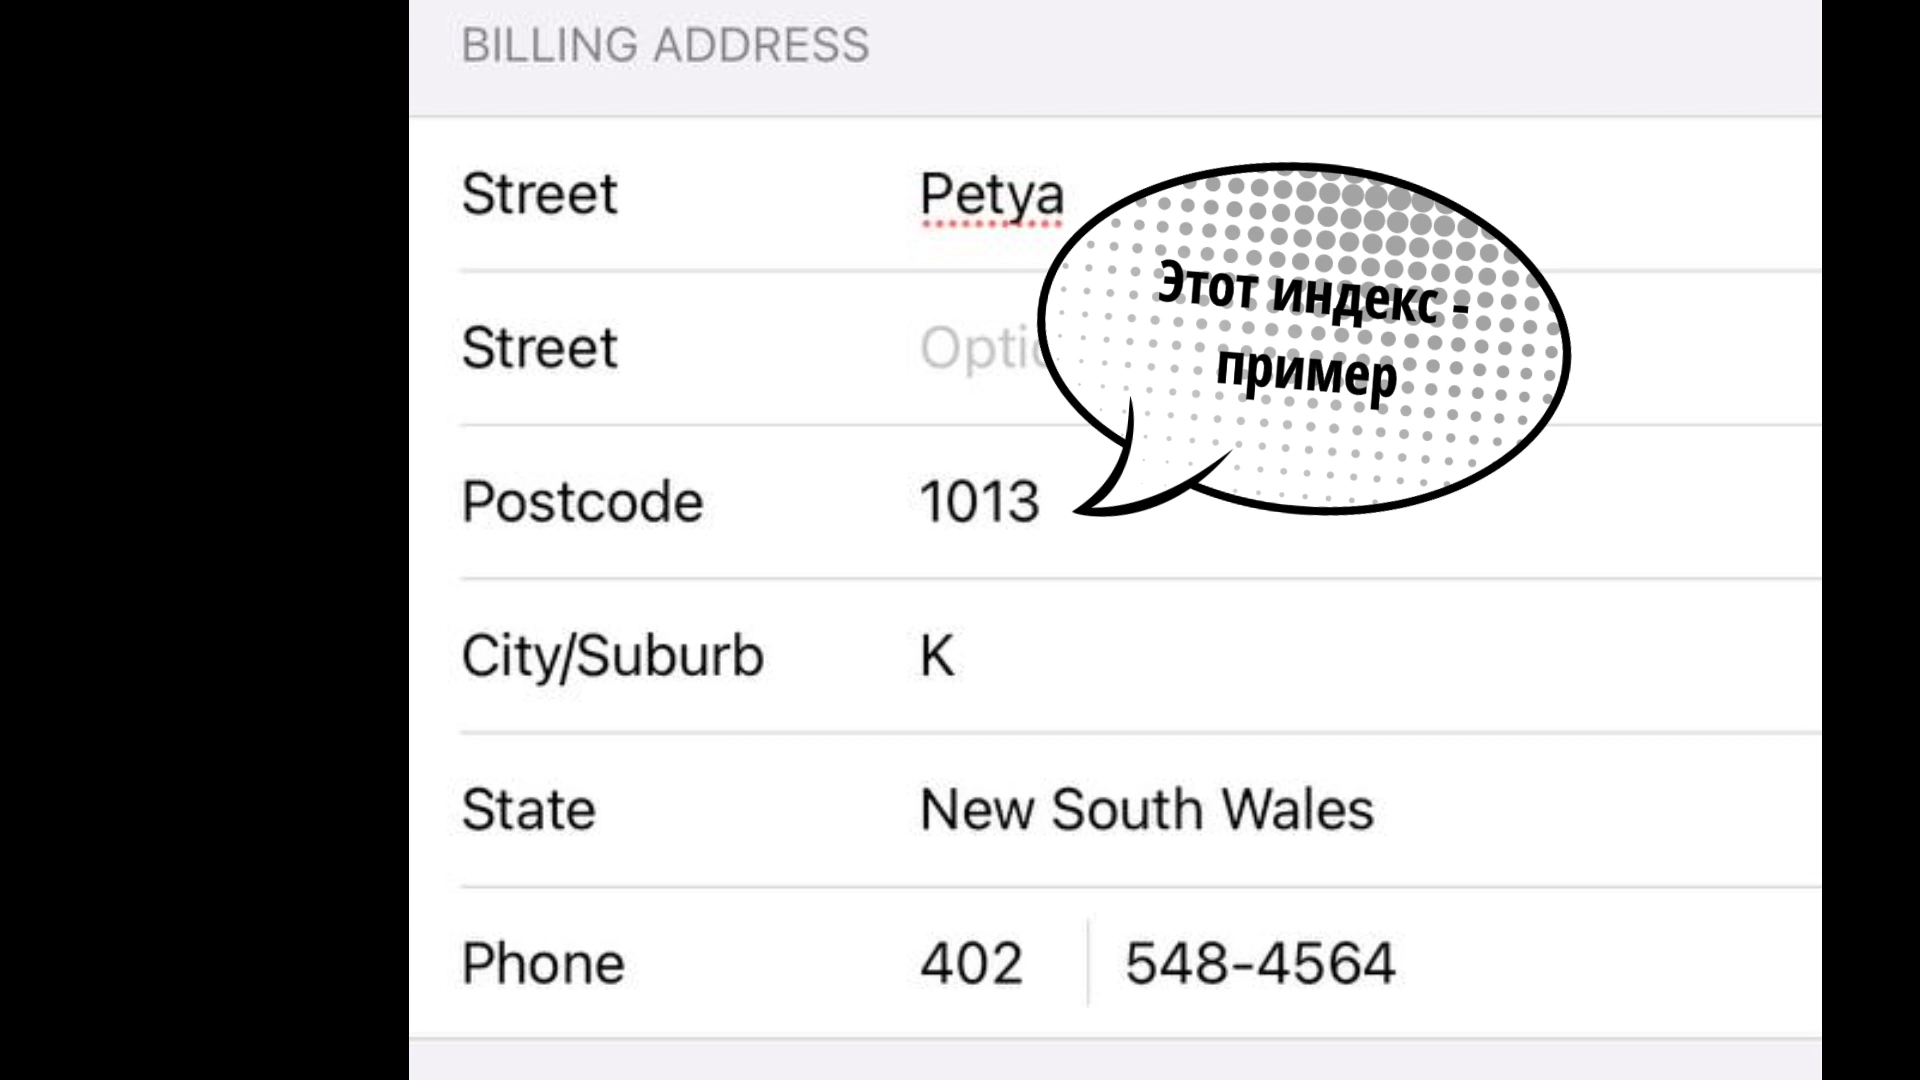 BILLING ADDRESS
Street Petya
Street
Postcode 1013
Этот индекс -
пример
City/Suburb K
State New South Wales
Phone 402 548-4564